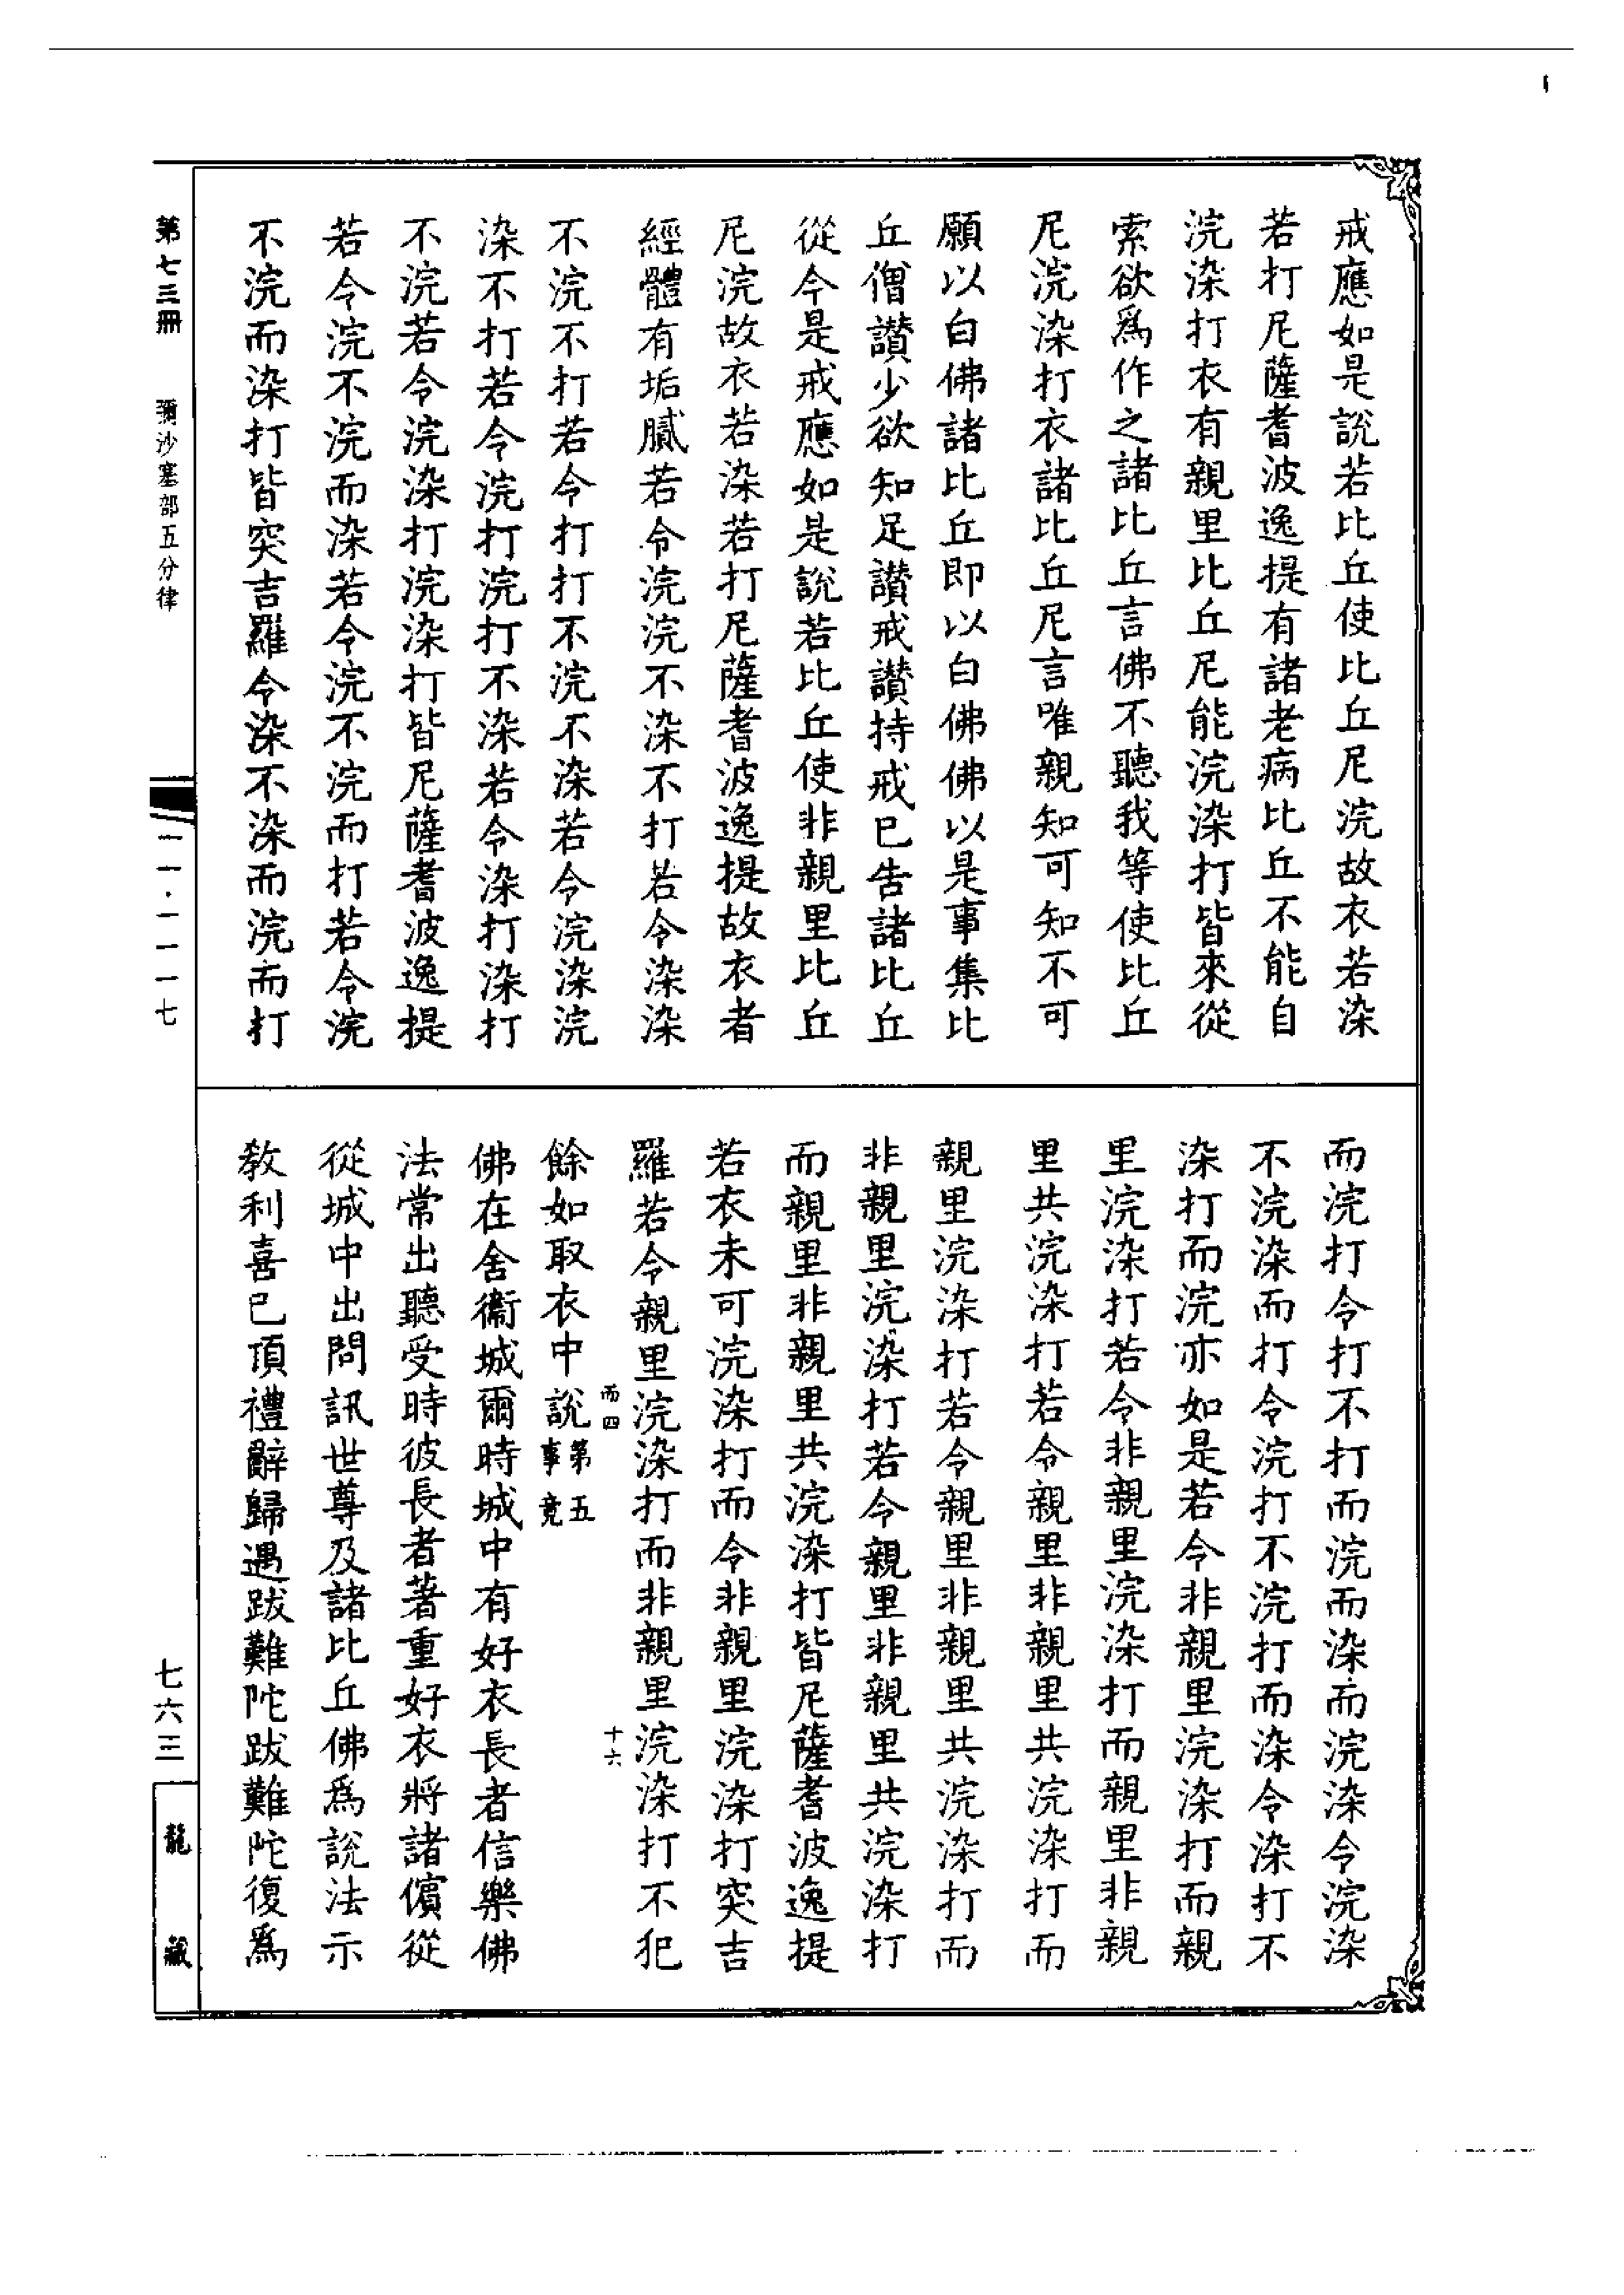 戒應如是說若比丘使比丘尼浣故衣若染
若打尼薩耆波逸提有諸老病比丘不能自
浣染打衣有親里比丘尼能浣染打皆來從
索欲爲作之諸比丘言佛不聽我等使比丘
尼浣染打衣諸比丘尼言唯親知可知不可
願以白佛諸比丘即以白佛佛以是事集比
丘僧讚少欲知足讚戒讚持戒已告諸比丘
從今是戒應如是說若比丘使非親里比丘
尼浣故衣若染若打尼薩耆波逸提故衣者
經體有垢膩若令浣浣不染不打若令染染
不浣不打若令打打不浣不染若令浣染浣
染不打若令浣打浣打不染若令染打染打
不浣若令浣染打浣染打皆尼薩耆波逸提
若令浣不浣而染若令浣不浣而打若令浣
不浣而染打皆突吉羅令染不染而浣而打
而浣打令打不打而浣而染而浣染令浣染
不浣染而打令浣打不浣打而染令染打不
染打而浣亦如是若令非親里浣染打而親
里浣染打若令非親里浣染打而親里非親
里共浣染打若令親里非親里共浣染打而
親里浣染打若令親里非親里共浣染打而
非親里浣染打若令親里非親里共浣染打
而親里非親里共浣染打皆尼薩耆波逸提
若衣未可浣染打而令非親里浣染打突吉
羅若令親里浣染打而非親里浣染打不犯
而四
十六
餘如取衣中說第五事竟
佛在舍衞城爾時城中有好衣長者信樂佛
法常出聽受時彼長者著重好衣將諸儐從
從城中出問訊世尊及諸比丘佛爲說法示
敎利喜已頂禮辭歸遇跋難陀跋難陀復爲
第七三冊
彌沙塞部五分律
一一·一一一七
七六三
龍藏